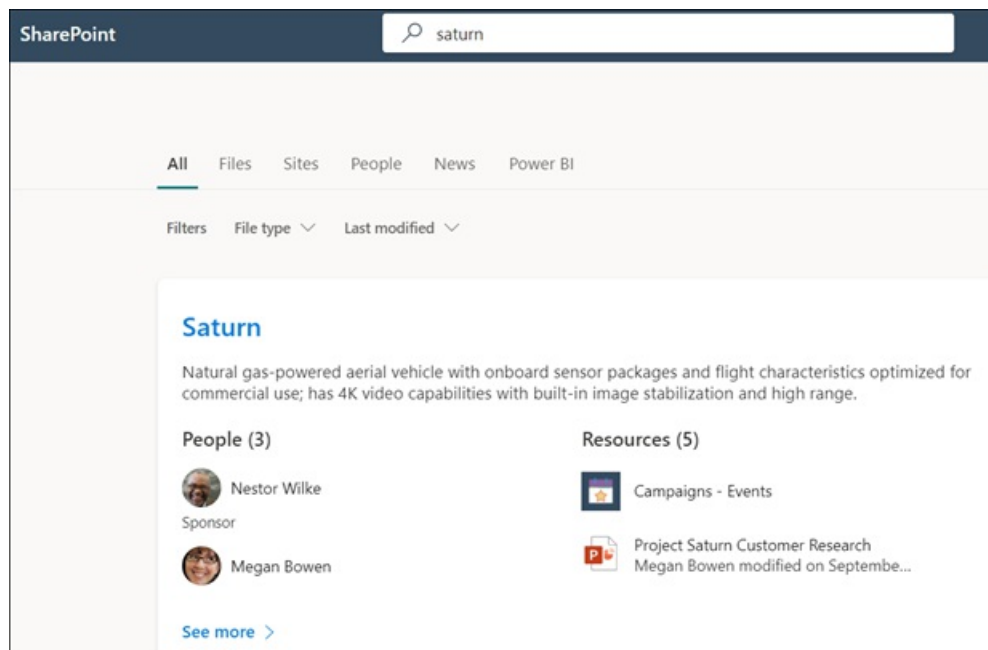 SharePoint
saturn
All Files Sites People News Power BI
Filters File type Last modified
Saturn
Natural gas-powered aerial vehicle with onboard sensor packages and flight characteristics optimized for
commercial use; has 4K video capabilities with built-in image stabilization and high range.
People (3)
Nestor Wilke
Sponsor
Megan Bowen
See more
Resources (5)
Campaigns - Events
Project Saturn Customer Research
Megan Bowen modified on Septembe...